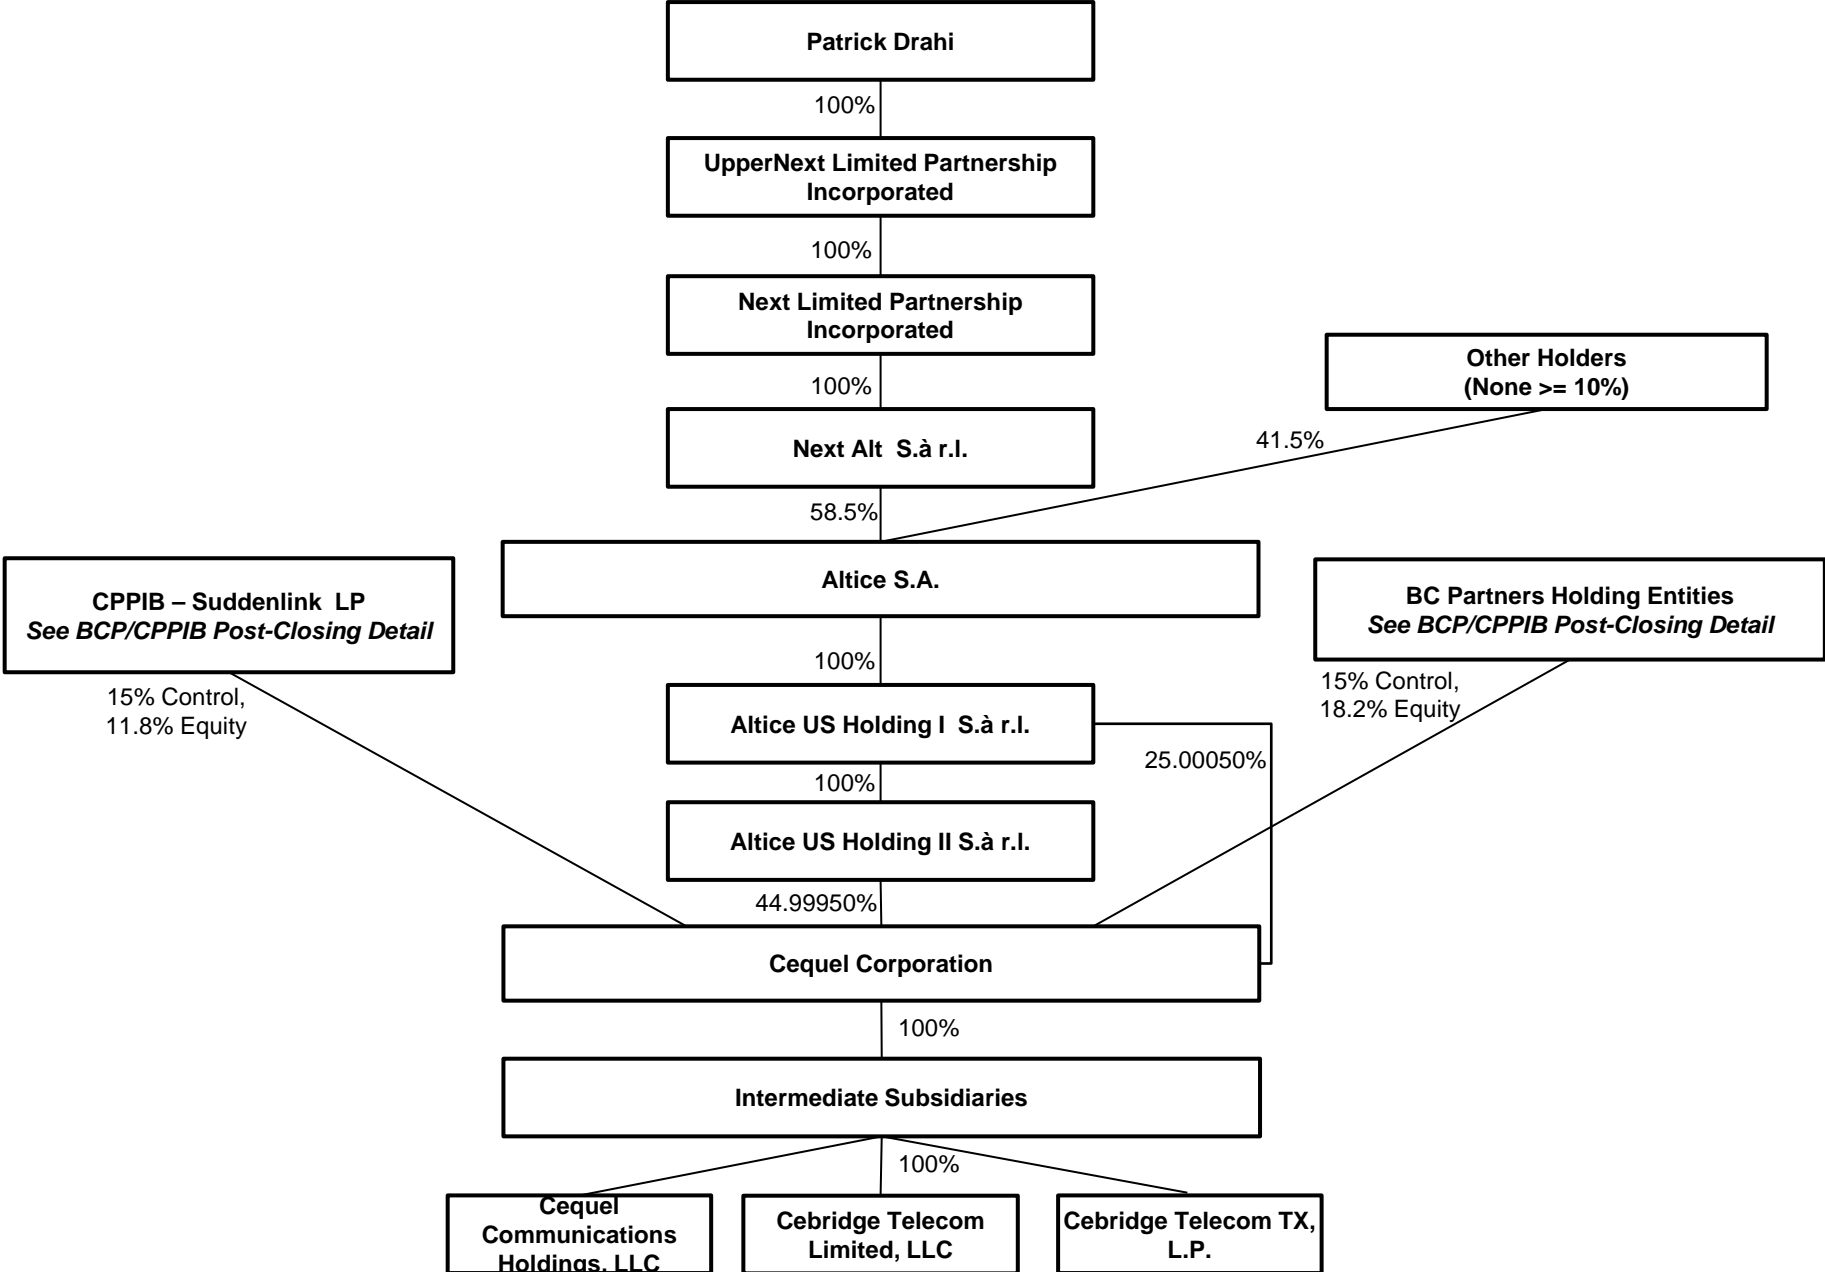 Patrick Drahi
100%
UpperNext Limited Partnership
Incorporated
100%
Next Limited Partnership
Incorporated
100%
Other Holders
(None >= 10%)
Next Alt S.à r.l.
41.5%
58.5%
Altice S.A.
CPPIB – Suddenlink LP
See BCP/CPPIB Post-Closing Detail
BC Partners Holding Entities
See BCP/CPPIB Post-Closing Detail
100%
15% Control,
11.8% Equity
15% Control,
18.2% Equity
Altice US Holding I S.à r.l.
25.00050%
100%
Altice US Holding II S.à r.l.
44.99950%
Cequel Corporation
100%
Intermediate Subsidiaries
100%
Cequel
Communications
Holdings, LLC
Cebridge Telecom
Limited, LLC
Cebridge Telecom TX,
L.P.